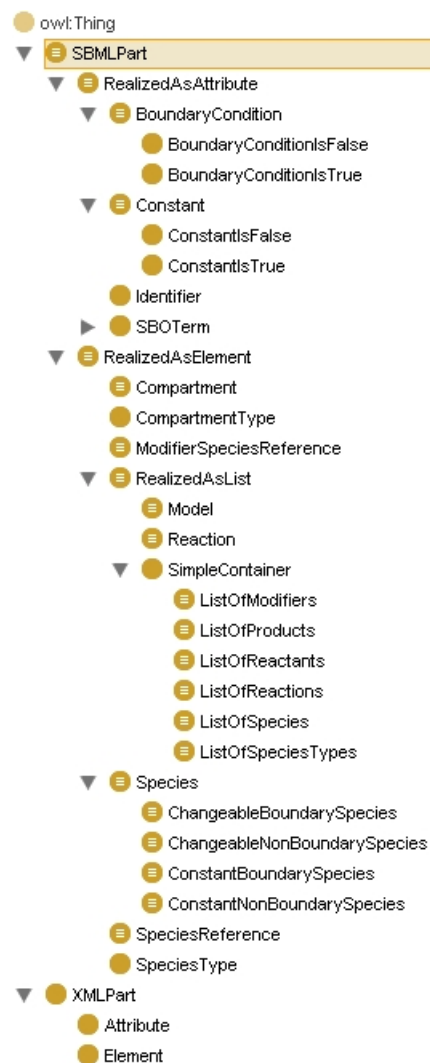 owl:Thing
SBMLPart
RealizedAsAttribute
BoundaryCondition
BoundaryConditionIsFalse
BoundaryConditionIsTrue
Constant
ConstantIsFalse
ConstantIsTrue
Identifier
SBOTerm
RealizedAsElement
Compartment
CompartmentType
ModifierSpeciesReference
RealizedAsList
Model
Reaction
SimpleContainer
ListOfModifiers
ListOfProducts
ListOfReactants
ListOfReactions
ListOfSpecies
ListOfSpeciesTypes
Species
ChangeableBoundarySpecies
ChangeableNonBoundarySpecies
ConstantBoundarySpecies
ConstantNonBoundarySpecies
SpeciesReference
SpeciesType
XMLPart
Attribute
Element